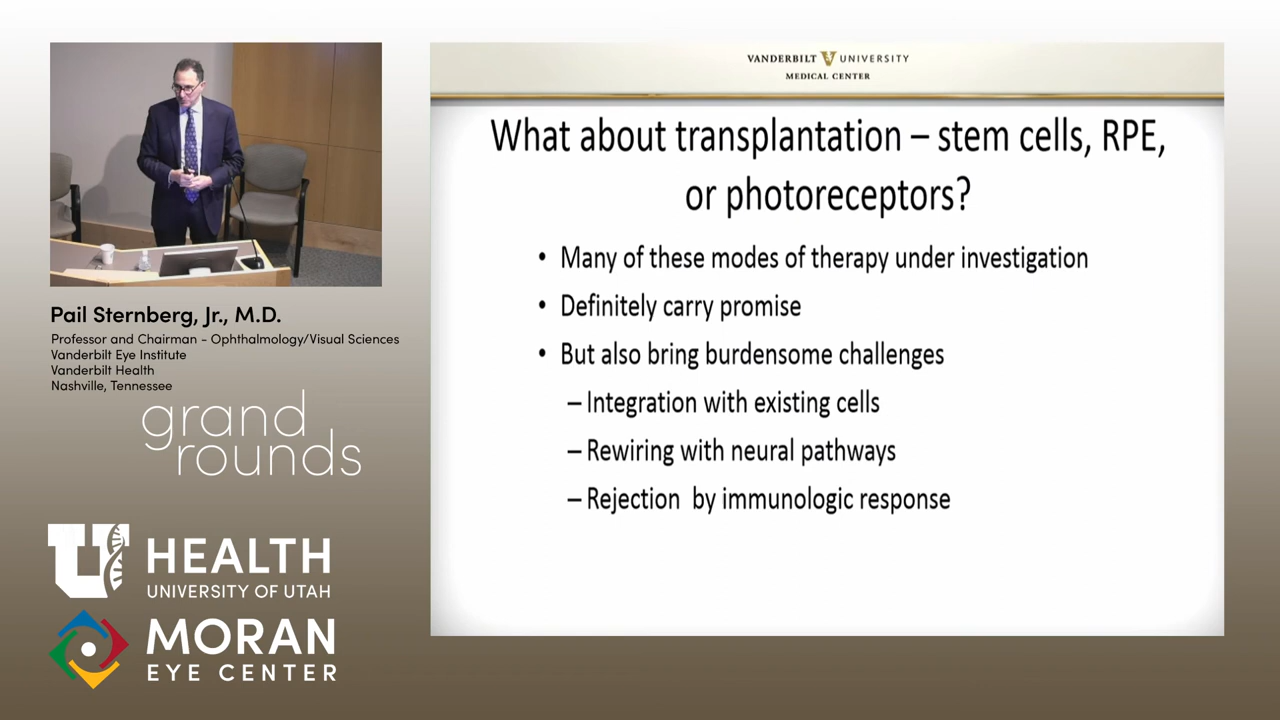 Pail Sternberg, Jr., M.D.
Professor and Chairman - Ophthalmology/Visual Sciences
Vanderbilt Eye Institute
Vanderbilt Health
Nashville, Tennessee
grand
rounds
U HEALTH
UNIVERSITY OF UTAH
MORAN
EYE CENTER
VANDERBILT V UNIVERSITY
MEDICAL CENTER
What about transplantation – stem cells, RPE,
or photoreceptors?
• Many of these modes of therapy under investigation
• Definitely carry promise
• But also bring burdensome challenges
– Integration with existing cells
– Rewiring with neural pathways
– Rejection by immunologic response